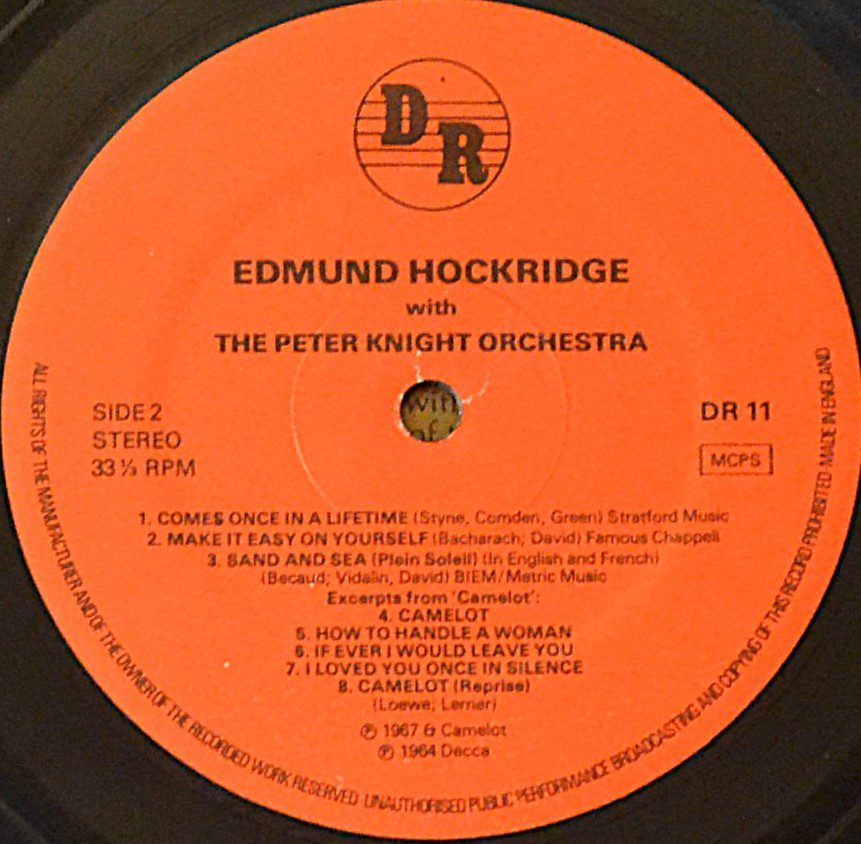 DR
EDMUND HOCKRIDGE
with
THE PETER KNIGHT ORCHESTRA
SIDE 2
STEREO
33⅓ RPM
DR 11
MCPS
with
of
1. COMES ONCE IN A LIFETIME (Styne, Comden, Green) Stratford Music
2. MAKE IT EASY ON YOURSELF (Bacharach; David) Famous Chappell
3. SAND AND SEA (Plein Soleil) (In English and French)
(Becaud; Vidalin, David) BIEM/Metric Music
Excerpts from 'Camelot':
4. CAMELOT
5. HOW TO HANDLE A WOMAN
6. IF EVER I WOULD LEAVE YOU
7. I LOVED YOU ONCE IN SILENCE
8. CAMELOT (Reprise)
(Loewe; Lerner)
℗ 1967 & Camelot
℗ 1964 Decca
ALL RIGHTS OF THE MANUFACTURER AND OF THE OWNER OF THE RECORDED WORK RESERVED · UNAUTHORISED PUBLIC PERFORMANCE BROADCASTING AND COPYING OF THIS RECORD PROHIBITED · MADE IN ENGLAND